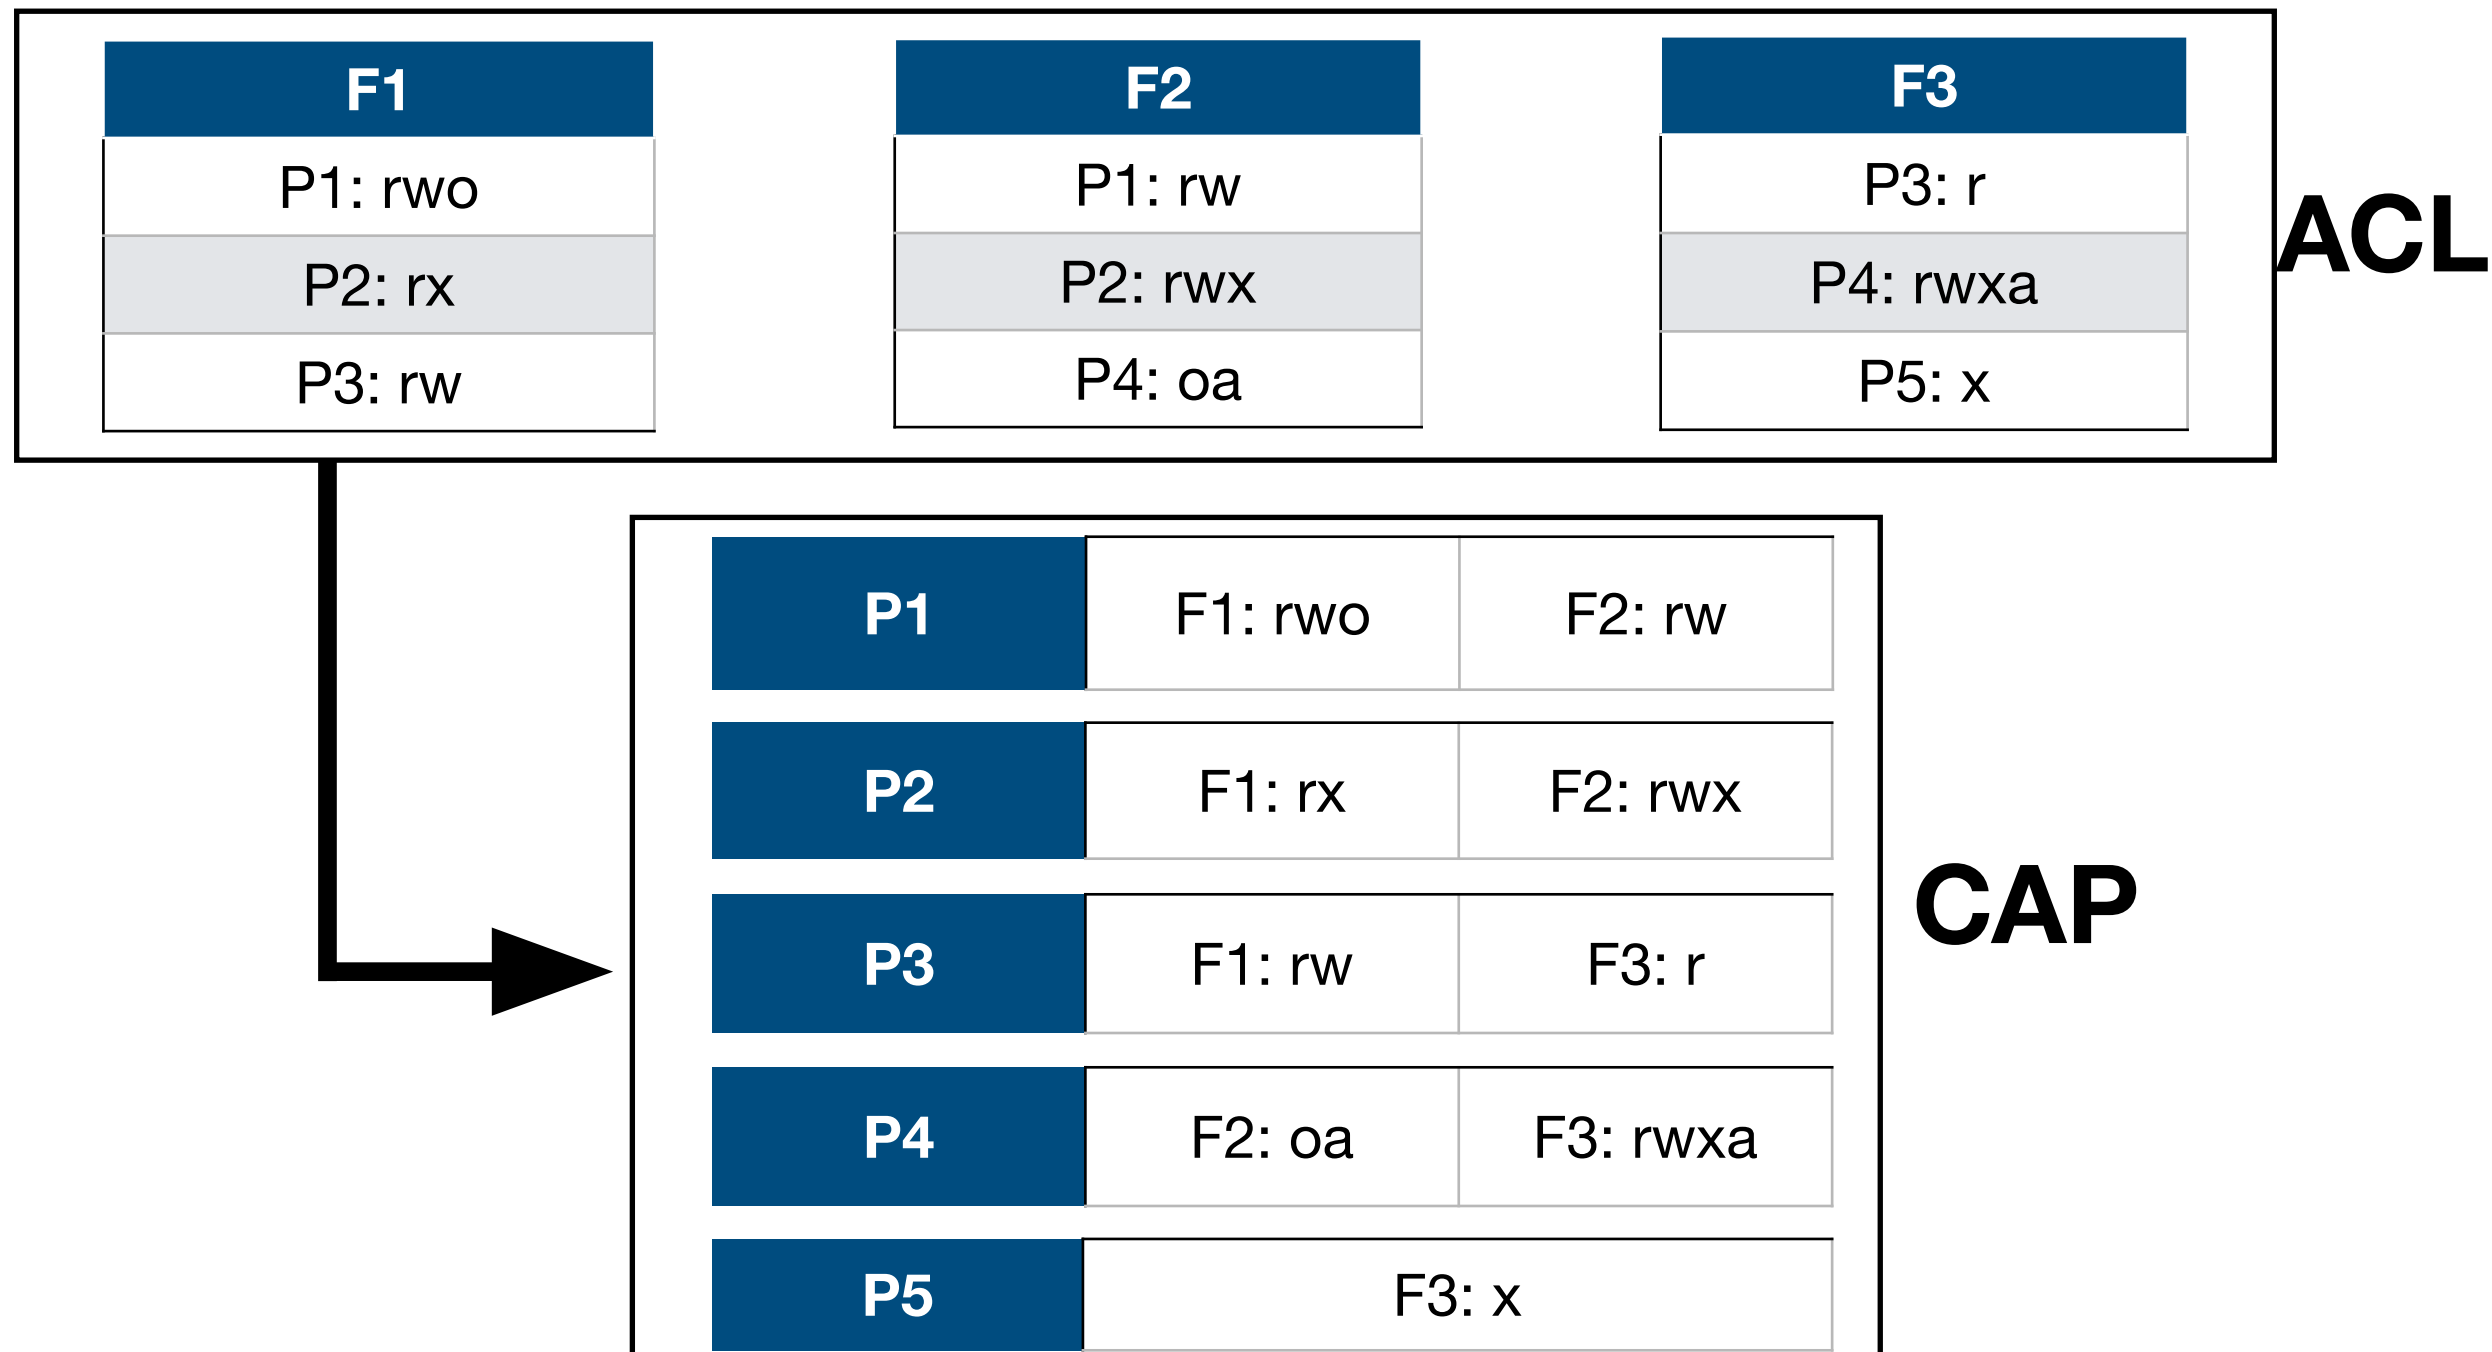 F1 F2 F3
P1: rwo P1: rw P3: r
P2: rx P2: rwx P4: rwxa
P3: rw P4: oa P5: x
ACL
P1 F1: rwo F2: rw
P2 F1: rx F2: rwx
P3 F1: rw F3: r
P4 F2: oa F3: rwxa
P5 F3: x
CAP